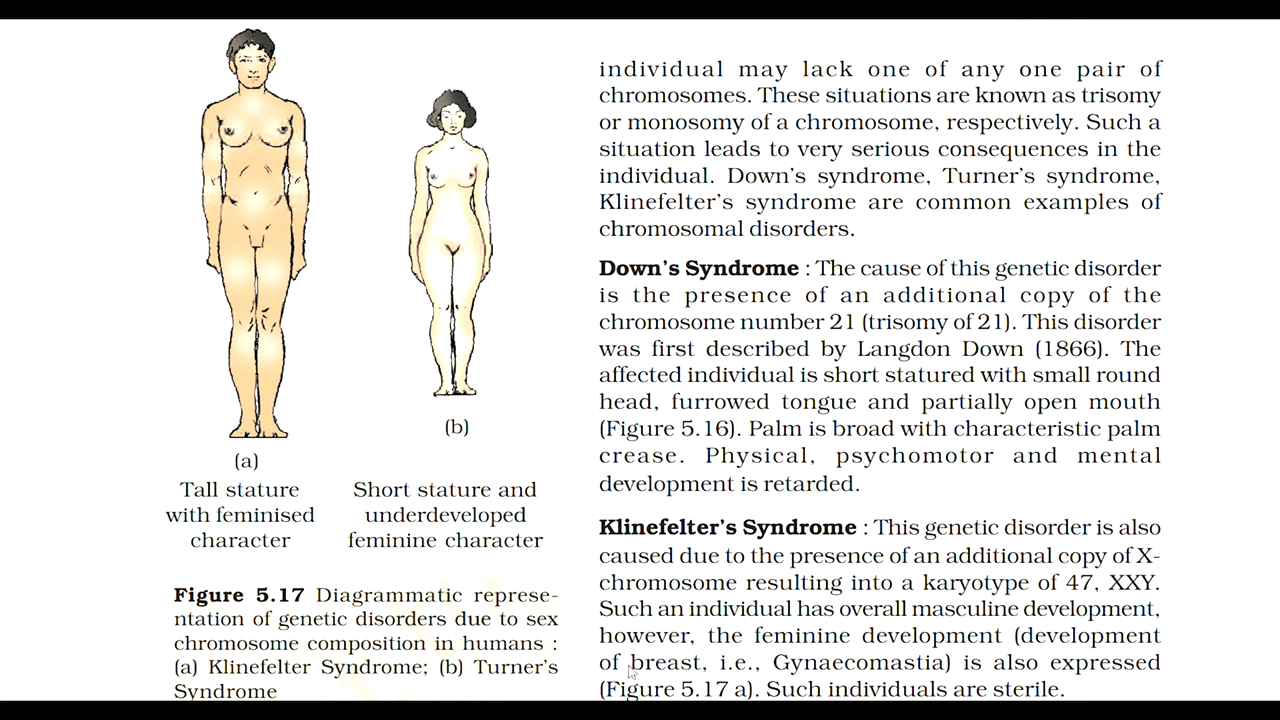 (a)
Tall stature
with feminised
character
(b)
Short stature and
underdeveloped
feminine character
Figure 5.17 Diagrammatic represe-
ntation of genetic disorders due to sex
chromosome composition in humans :
(a) Klinefelter Syndrome; (b) Turner's
Syndrome
individual may lack one of any one pair of
chromosomes. These situations are known as trisomy
or monosomy of a chromosome, respectively. Such a
situation leads to very serious consequences in the
individual. Down's syndrome, Turner's syndrome,
Klinefelter's syndrome are common examples of
chromosomal disorders.
Down's Syndrome : The cause of this genetic disorder
is the presence of an additional copy of the
chromosome number 21 (trisomy of 21). This disorder
was first described by Langdon Down (1866). The
affected individual is short statured with small round
head, furrowed tongue and partially open mouth
(Figure 5.16). Palm is broad with characteristic palm
crease. Physical, psychomotor and mental
development is retarded.
Klinefelter's Syndrome : This genetic disorder is also
caused due to the presence of an additional copy of X-
chromosome resulting into a karyotype of 47, XXY.
Such an individual has overall masculine development,
however, the feminine development (development
of breast, i.e., Gynaecomastia) is also expressed
(Figure 5.17 a). Such individuals are sterile.